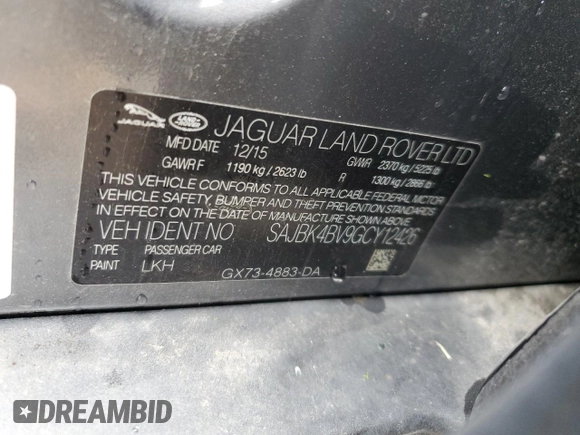 JAGUAR LAND ROVER JAGUAR LAND ROVER LTD
MFD DATE 12/15 GWR 2370 kg / 5225 lb
GAWR F 1190 kg / 2623 lb R 1300 kg / 2866 lb
THIS VEHICLE CONFORMS TO ALL APPLICABLE FEDERAL MOTOR
VEHICLE SAFETY, BUMPER AND THEFT PREVENTION STANDARDS
IN EFFECT ON THE DATE OF MANUFACTURE SHOWN ABOVE
VEH IDENT NO SAJBK4BV9GCY12426
TYPE PASSENGER CAR
PAINT LKH GX73-4883-DA
DREAMBID